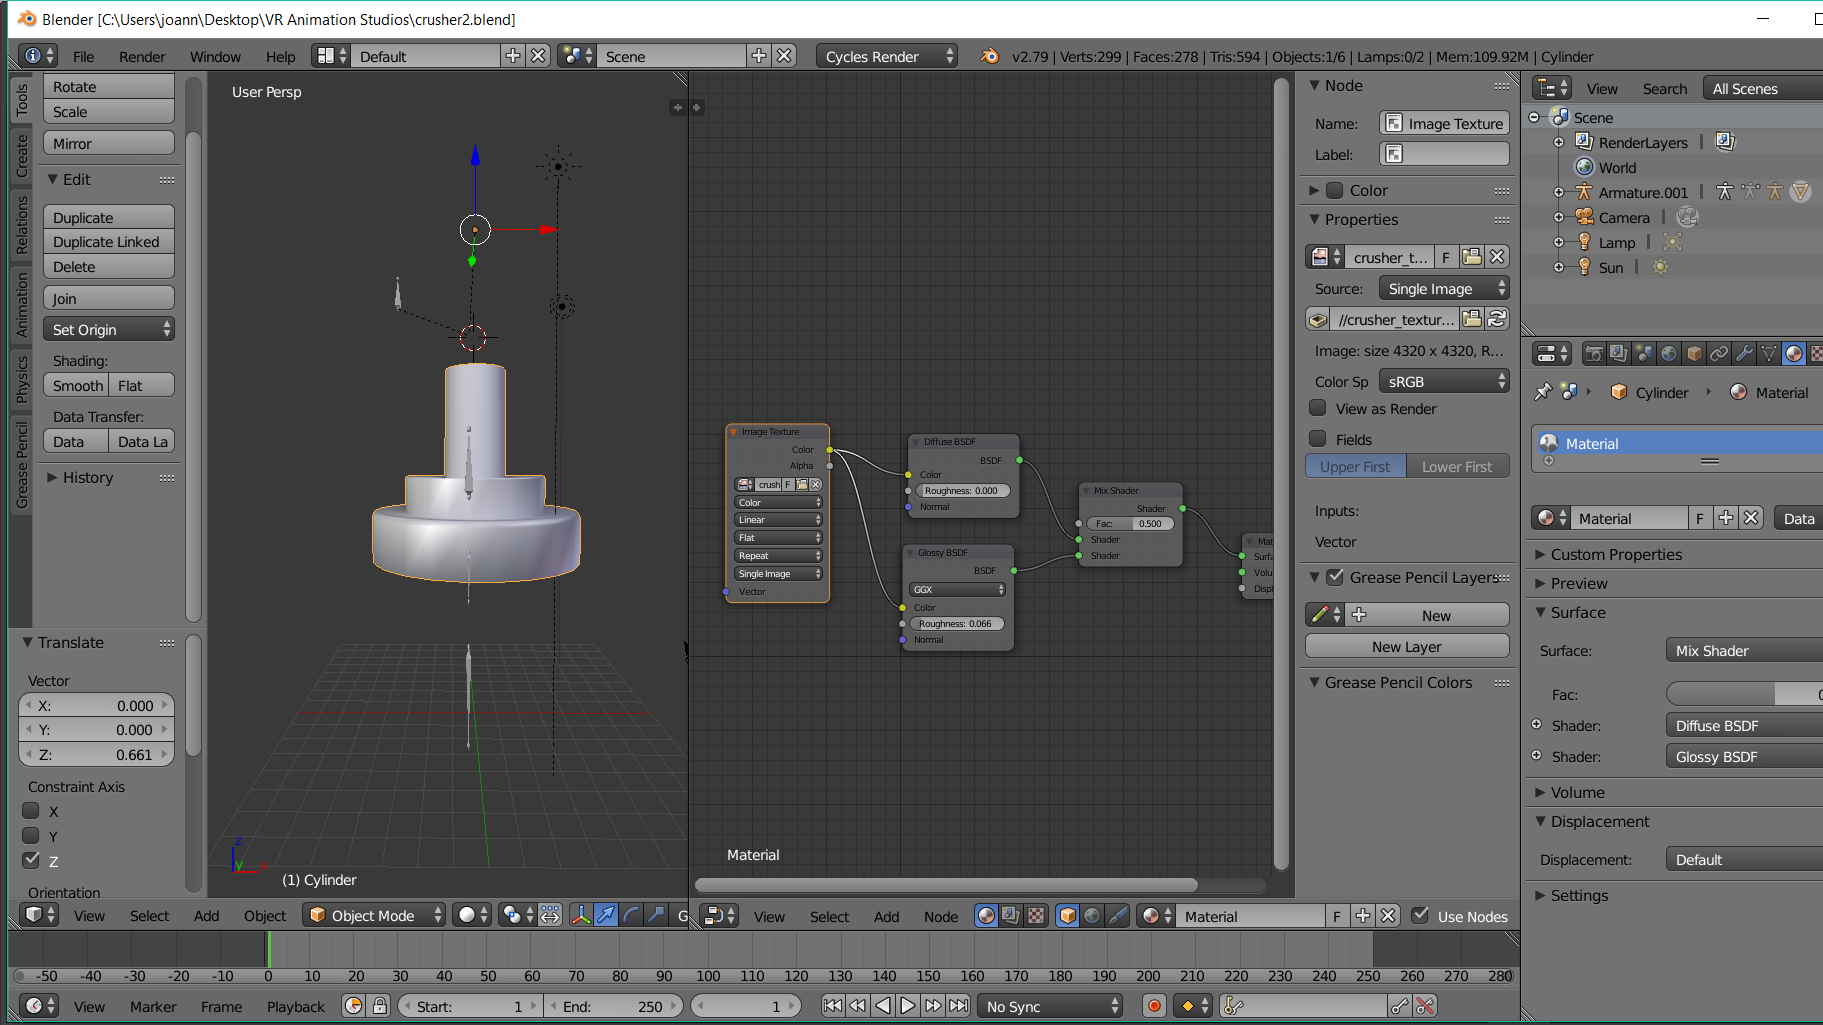 Blender [C:\Users\joann\Desktop\VR Animation Studios\crusher2.blend]
File Render Window Help Default Scene Cycles Render v2.79 | Verts:299 | Faces:278 | Tris:594 | Objects:1/6 | Lamps:0/2 | Mem:109.92M | Cylinder
Tools
Create
Relations
Animation
Physics
Grease Pencil
Rotate
Scale
Mirror
Edit
Duplicate
Duplicate Linked
Delete
Join
Set Origin
Shading:
Smooth Flat
Data Transfer:
Data Data La
History
Translate
Vector
X: 0.000
Y: 0.000
Z: 0.661
Constraint Axis
X
Y
Z
Orientation
User Persp
z
y
x
(1) Cylinder
View Select Add Object Object Mode G
Image Texture
Color
Alpha
crush F
Color
Linear
Flat
Repeat
Single Image
Vector
Diffuse BSDF
BSDF
Color
Roughness: 0.000
Normal
Glossy BSDF
BSDF
GGX
Color
Roughness: 0.066
Normal
Mix Shader
Shader
Fac: 0.500
Shader
Shader
Mat
Surfa
Volu
Displ
Material
View Select Add Node Material F Use Nodes
Node
Name: Image Texture
Label:
Color
Properties
crusher_t... F
Source: Single Image
//crusher_textur...
Image: size 4320 x 4320, R...
Color Sp sRGB
View as Render
Fields
Upper First Lower First
Inputs:
Vector
Grease Pencil Layers
New
New Layer
Grease Pencil Colors
View Search All Scenes
Scene
RenderLayers
World
Armature.001
Camera
Lamp
Sun
Cylinder Material
Material
Material F Data
Custom Properties
Preview
Surface
Surface: Mix Shader
Fac: 0
Shader: Diffuse BSDF
Shader: Glossy BSDF
Volume
Displacement
Displacement: Default
Settings
-50 -40 -30 -20 -10 0 10 20 30 40 50 60 70 80 90 100 110 120 130 140 150 160 170 180 190 200 210 220 230 240 250 260 270 280
View Marker Frame Playback Start: 1 End: 250 1 No Sync